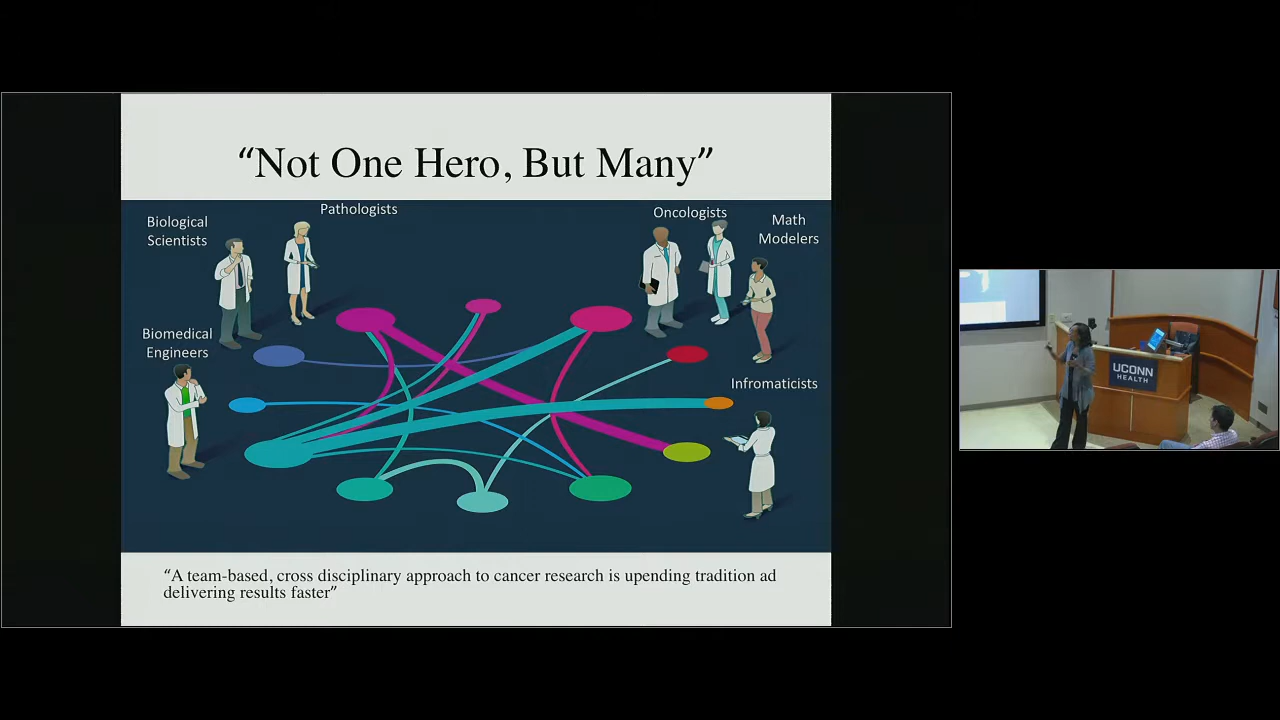 “Not One Hero, But Many”
Pathologists
Biological
Scientists
Oncologists
Math
Modelers
Biomedical
Engineers
Infromaticists
“A team-based, cross disciplinary approach to cancer research is upending tradition ad
delivering results faster”
UCONN
HEALTH